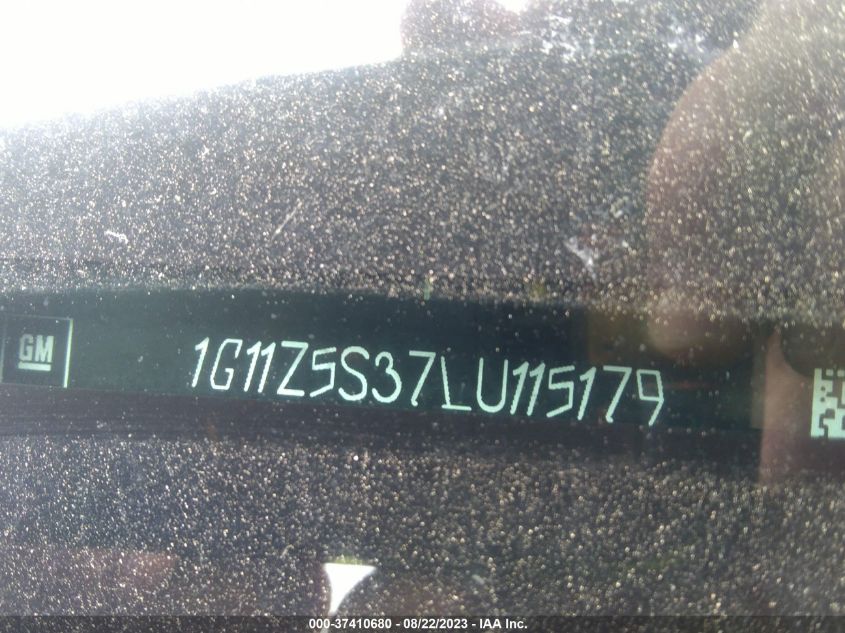 GM
1G11Z5S37LU115179
000-37410680 - 08/22/2023 - IAA Inc.